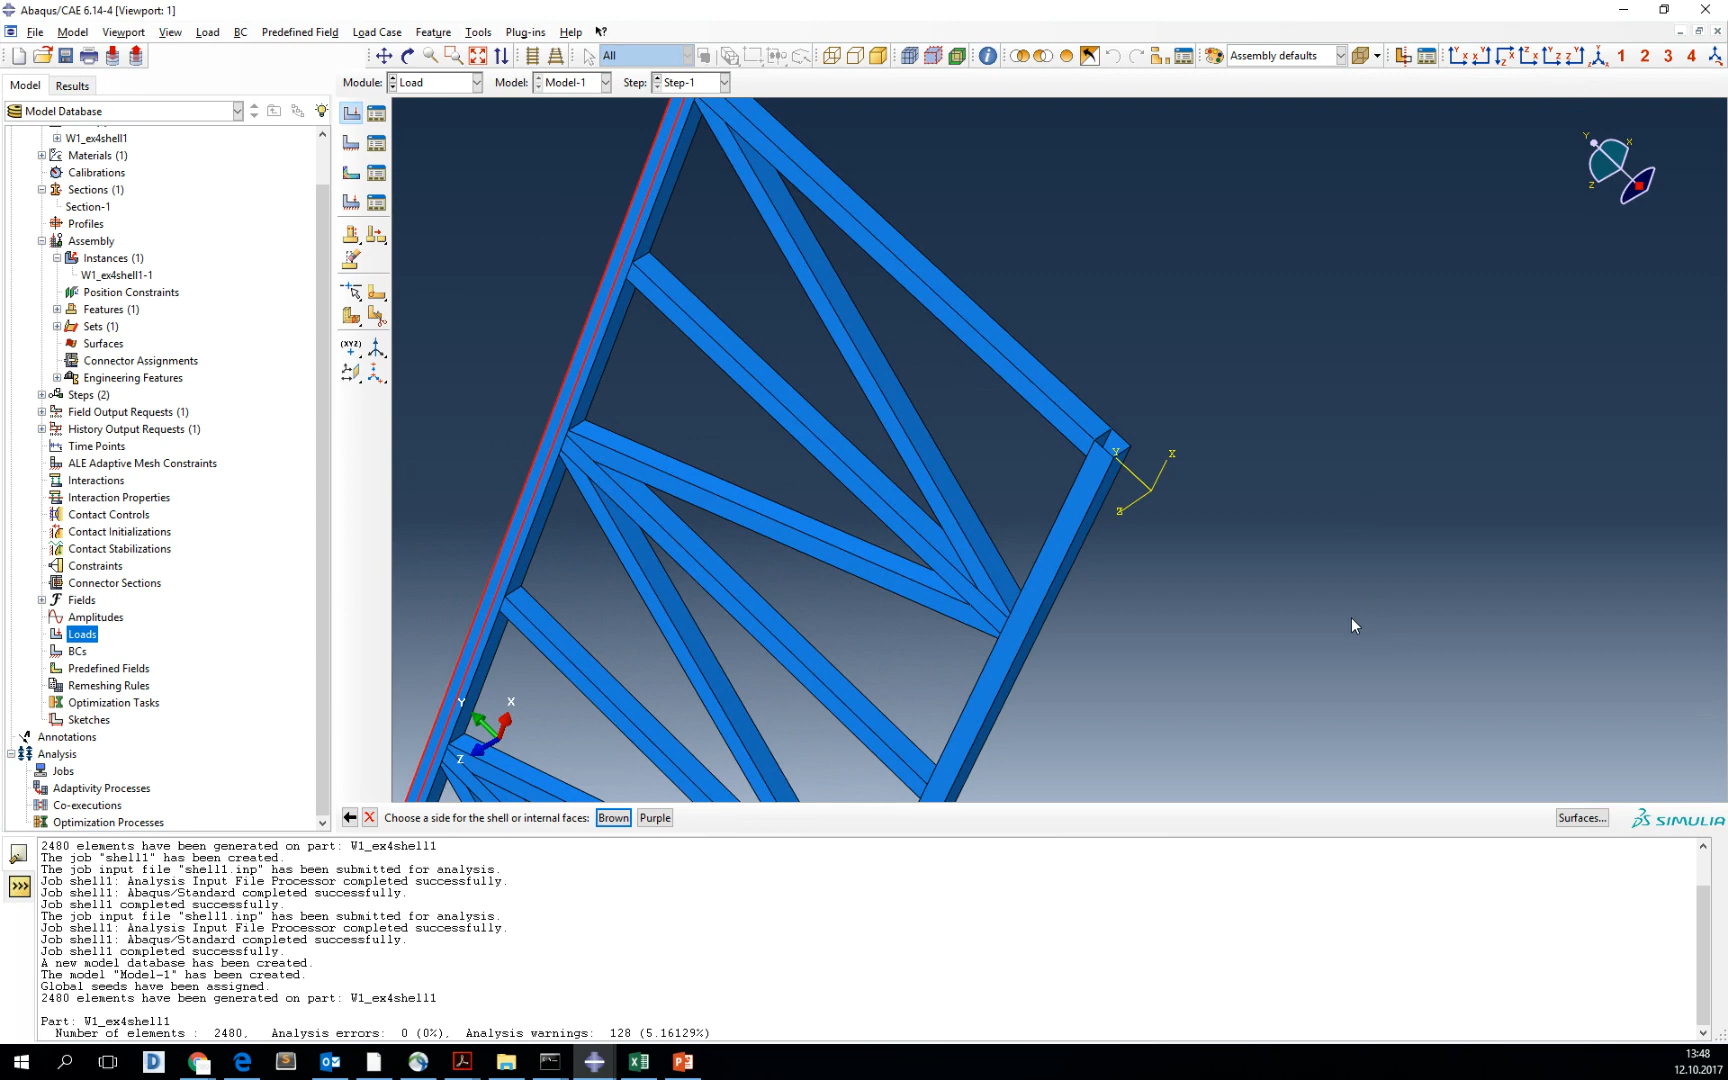 Abaqus/CAE 6.14-4 [Viewport: 1]
File Model Viewport View Load BC Predefined Field Load Case Feature Tools Plug-ins Help
All Assembly defaults 1 2 3 4
Model Results Module: Load Model: Model-1 Step: Step-1
Model Database
W1_ex4shell1
Materials (1)
Calibrations
Sections (1)
Section-1
Profiles
Assembly
Instances (1)
W1_ex4shell1-1
Position Constraints
Features (1)
Sets (1)
Surfaces
Connector Assignments
Engineering Features
Steps (2)
Field Output Requests (1)
History Output Requests (1)
Time Points
ALE Adaptive Mesh Constraints
Interactions
Interaction Properties
Contact Controls
Contact Initializations
Contact Stabilizations
Constraints
Connector Sections
Fields
Amplitudes
Loads
BCs
Predefined Fields
Remeshing Rules
Optimization Tasks
Sketches
Annotations
Analysis
Jobs
Adaptivity Processes
Co-executions
Optimization Processes
(XYZ)
Y X
Z
Y X
Z
Y X
Z
Choose a side for the shell or internal faces: Brown Purple Surfaces... SIMULIA
2480 elements have been generated on part: W1_ex4shell1
The job "shell1" has been created.
The job input file "shell1.inp" has been submitted for analysis.
Job shell1: Analysis Input File Processor completed successfully.
Job shell1: Abaqus/Standard completed successfully.
Job shell1 completed successfully.
The job input file "shell1.inp" has been submitted for analysis.
Job shell1: Analysis Input File Processor completed successfully.
Job shell1: Abaqus/Standard completed successfully.
Job shell1 completed successfully.
A new model database has been created.
The model "Model-1" has been created.
Global seeds have been assigned.
2480 elements have been generated on part: W1_ex4shell1
Part: W1_ex4shell1
Number of elements : 2480, Analysis errors: 0 (0%), Analysis warnings: 128 (5.16129%)
13:48
12.10.2017